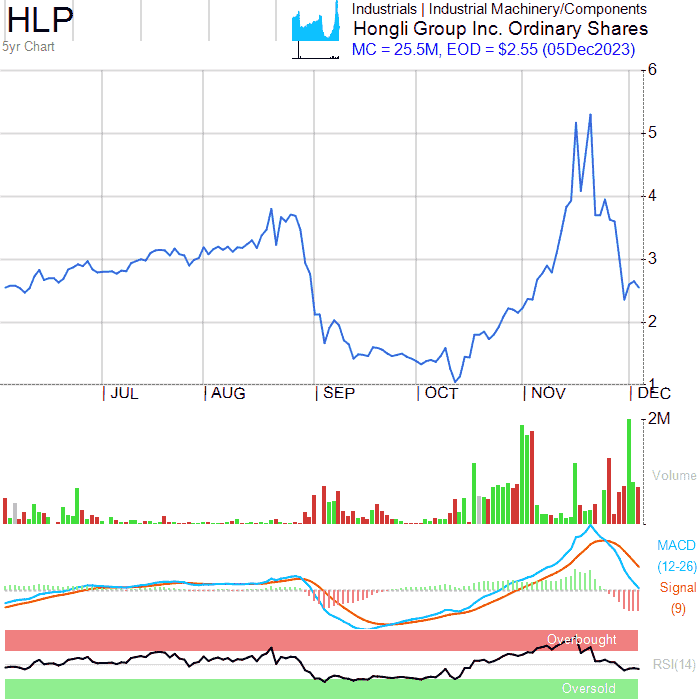 HLP
5yr Chart
Industrials | Industrial Machinery/Components
Hongli Group Inc. Ordinary Shares
MC = 25.5M, EOD = $2.55 (05Dec2023)
6
5
4
3
2
1
| JUL | AUG | SEP | OCT | NOV | DEC
2M
Volume
MACD
(12-26)
Signal
(9)
Overbought
RSI(14)
Oversold